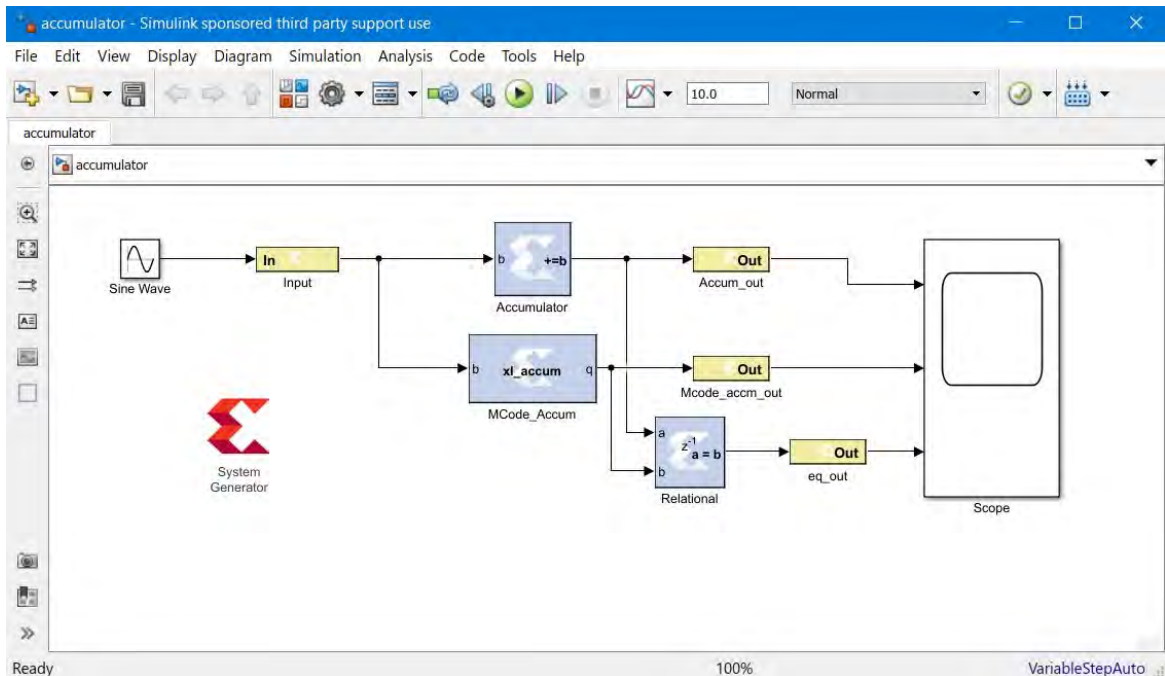 accumulator - Simulink sponsored third party support use
File Edit View Display Diagram Simulation Analysis Code Tools Help
10.0 Normal
accumulator
accumulator
Sine Wave
In
Input
b +=b
Accumulator
Out
Accum_out
b xl_accum q
MCode_Accum
Out
Mcode_accm_out
a
b
z-1
a = b
Relational
Out
eq_out
Scope
System
Generator
Ready 100% VariableStepAuto